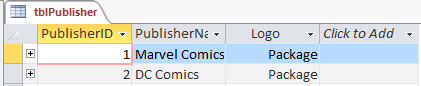 tblPublisher
PublisherID PublisherNa Logo Click to Add
1 Marvel Comics Package
2 DC Comics Package